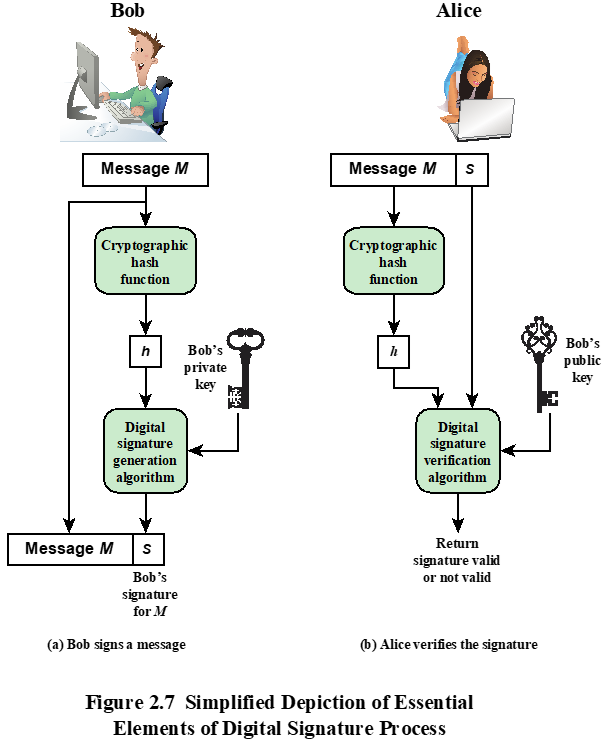 Bob
Message M
Cryptographic
hash
function
h
Bob's
private
key
Digital
signature
generation
algorithm
Message M S
Bob's
signature
for M
(a) Bob signs a message
Alice
Message M S
Cryptographic
hash
function
h
Bob's
public
key
Digital
signature
verification
algorithm
Return
signature valid
or not valid
(b) Alice verifies the signature
Figure 2.7 Simplified Depiction of Essential
Elements of Digital Signature Process